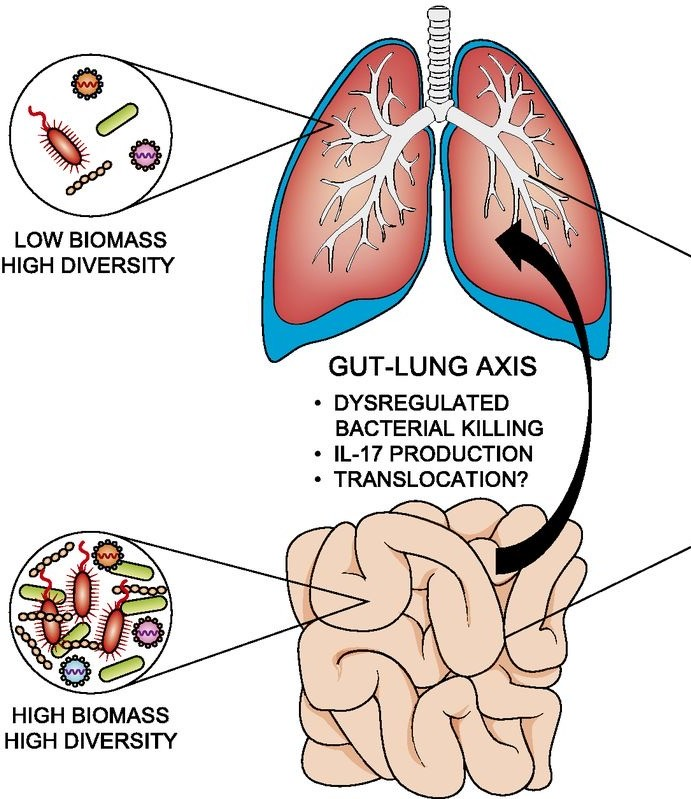 LOW BIOMASS
HIGH DIVERSITY
GUT-LUNG AXIS
• DYSREGULATED
BACTERIAL KILLING
• IL-17 PRODUCTION
• TRANSLOCATION?
HIGH BIOMASS
HIGH DIVERSITY